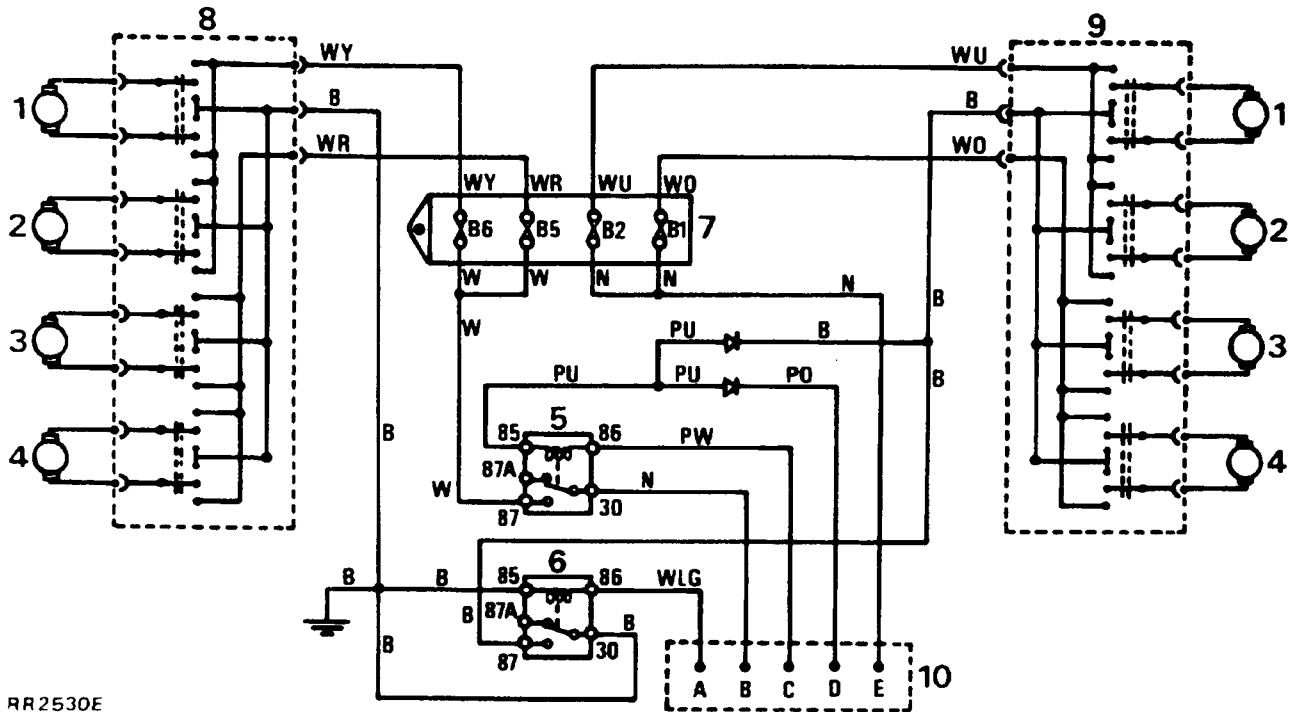 8
9
WY
WU
1
B
B
1
WR
WO
WY WR WU WO
2
B6 B5 B2 B1
7
2
W W N N
N
B
W
PU B
3
3
PU PU PO
B
5
85 86
PW
B
4
87A
4
W
N
87 30
6
B B
85 86
WLG
B
87A
B
87 30
B
10
A B C D E
RR2530E